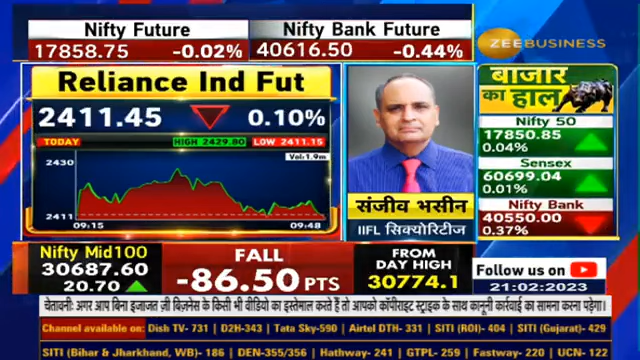 Nifty Future
17858.75 -0.02%
Nifty Bank Future
40616.50 -0.44%
ZEE BUSINESS
Reliance Ind Fut
2411.45 0.10%
TODAY HIGH 2429.80 LOW 2411.15
Vol:1.9m
2430
2411
09:15 09:48
संजीव भसीन
IIFL सिक्योरिटीज
बाजार
का हाल
Nifty 50
17850.85
0.04%
Sensex
60699.04
0.01%
Nifty Bank
40550.00
0.37%
Nifty Mid100
30687.60
20.70
FALL
-86.50 PTS
FROM
DAY HIGH
30774.1
Follow us on
21-02-2023
चेतावनी: अगर आप बिना इजाजत ज़ी बिज़नेस के किसी भी वीडियो का इस्तेमाल करते हैं तो आपको कॉपीराइट स्ट्राइक के साथ कानूनी कार्रवाई का सामना करना पड़ेगा।
Channel available on: Dish TV- 731 | D2H-343 | Tata Sky-590 | Airtel DTH- 331 | SITI (ROI)- 404 | SITI (Gujarat)- 429
SITI (Bihar & Jharkhand, WB)- 186 | DEN-355/356 | Hathway- 241 | GTPL- 259 | Fastway- 220 | UCN- 122